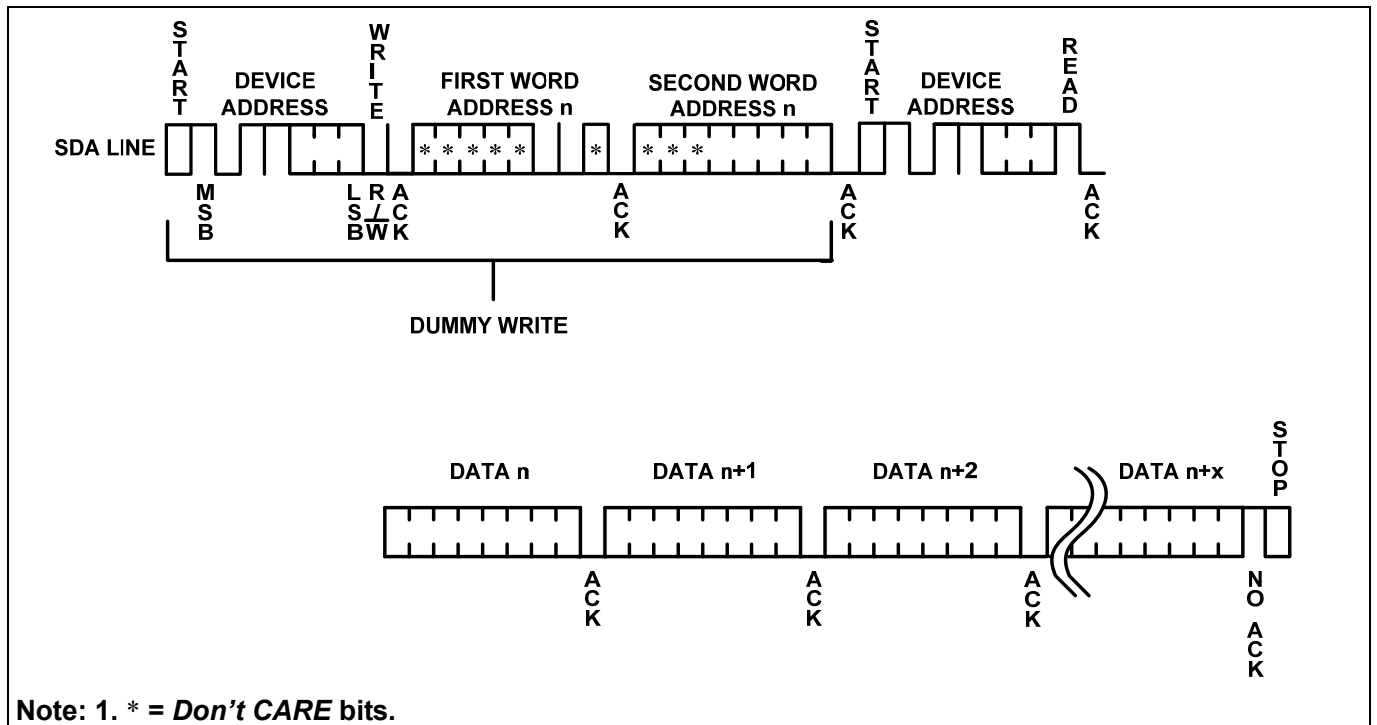 START
WRITE
START
READ
DEVICE
ADDRESS
FIRST WORD
ADDRESS n
SECOND WORD
ADDRESS n
DEVICE
ADDRESS
SDA LINE
* * * * *
*
* * *
MSB
LSB
R/W
ACK
ACK
ACK
ACK
DUMMY WRITE
STOP
DATA n
DATA n+1
DATA n+2
DATA n+x
ACK
ACK
ACK
NO ACK
Note: 1. * = Don't CARE bits.